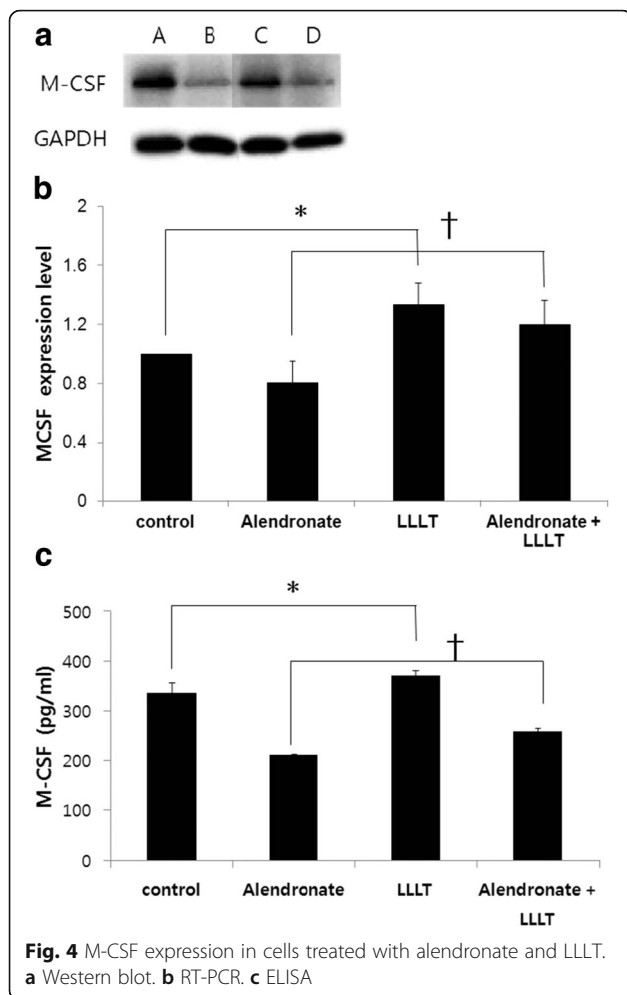 a
A B C D
M-CSF
GAPDH
b
MCSF expression level
2
1.6
1.2
0.8
0.4
0
*
†
control Alendronate LLLT Alendronate +
LLLT
c
M-CSF (pg/ml)
500
400
300
200
100
0
*
†
control Alendronate LLLT Alendronate +
LLLT
Fig. 4 M-CSF expression in cells treated with alendronate and LLLT.
a Western blot. b RT-PCR. c ELISA